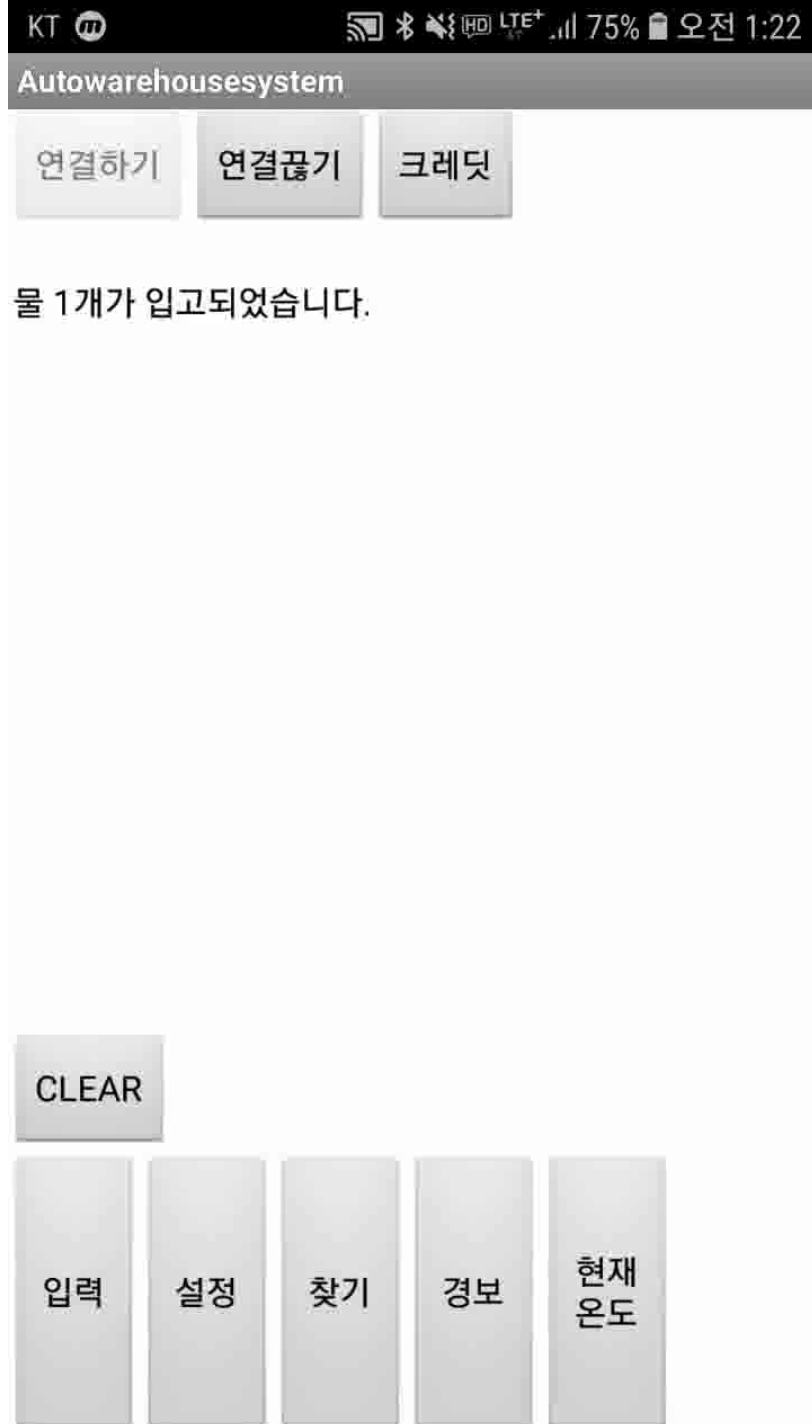 KT HD LTE+ 75% 오전 1:22
Autowarehousesystem
연결하기 연결끊기 크레딧
물 1개가 입고되었습니다.
CLEAR
입력 설정 찾기 경보 현재
온도